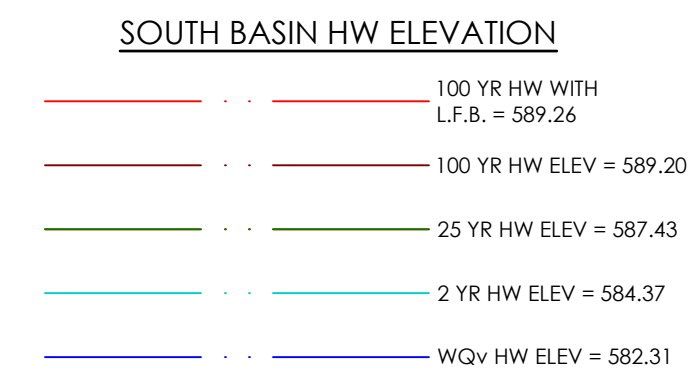 SOUTH BASIN HW ELEVATION
100 YR HW WITH
L.F.B. = 589.26
100 YR HW ELEV = 589.20
25 YR HW ELEV = 587.43
2 YR HW ELEV = 584.37
WQv HW ELEV = 582.31